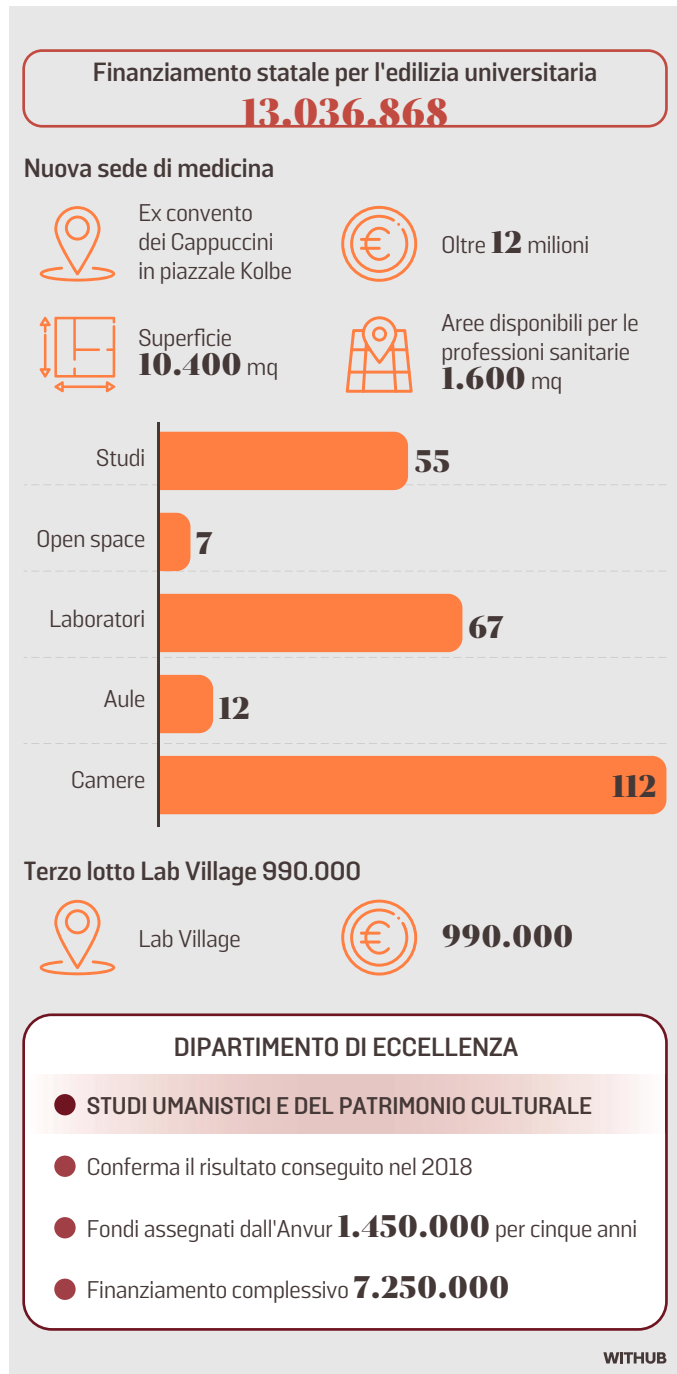 Finanziamento statale per l'edilizia universitaria
13.036.868
Nuova sede di medicina
Ex convento
dei Cappuccini
in piazzale Kolbe
Oltre 12 milioni
Superficie
10.400 mq
Aree disponibili per le
professioni sanitarie
1.600 mq
Studi 55
Open space 7
Laboratori 67
Aule 12
Camere 112
Terzo lotto Lab Village 990.000
Lab Village
990.000
DIPARTIMENTO DI ECCELLENZA
STUDI UMANISTICI E DEL PATRIMONIO CULTURALE
Conferma il risultato conseguito nel 2018
Fondi assegnati dall'Anvur 1.450.000 per cinque anni
Finanziamento complessivo 7.250.000
WITHUB